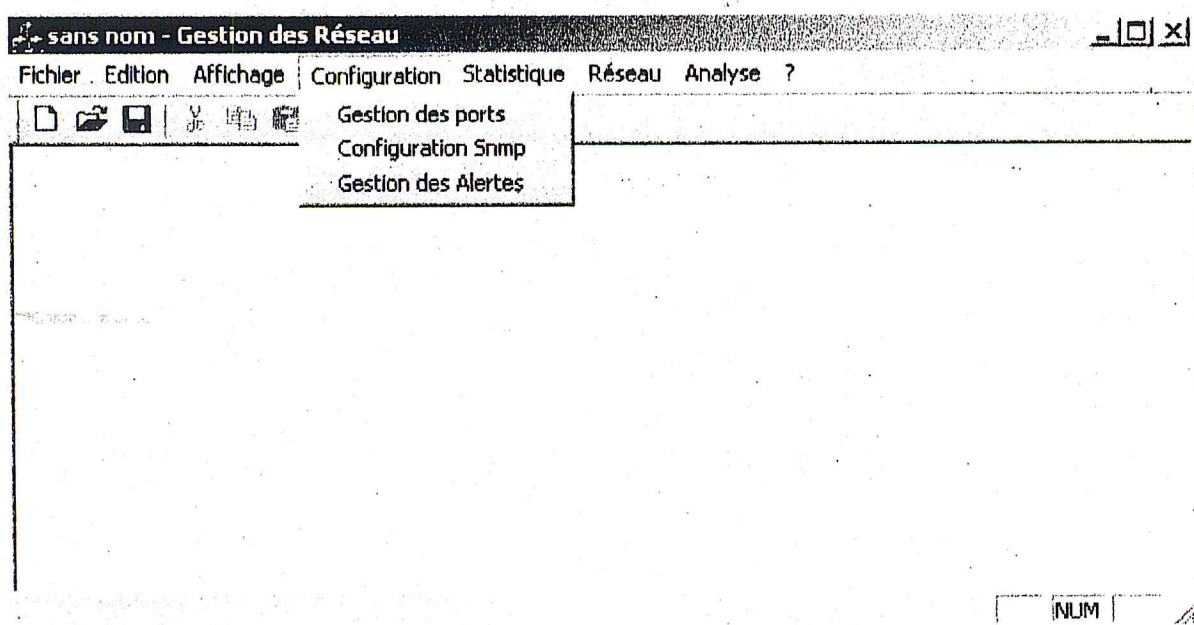 sans nom - Gestion des Réseau
Fichier Edition Affichage Configuration Statistique Réseau Analyse ?
Gestion des ports
Configuration Snmp
Gestion des Alertes
NUM